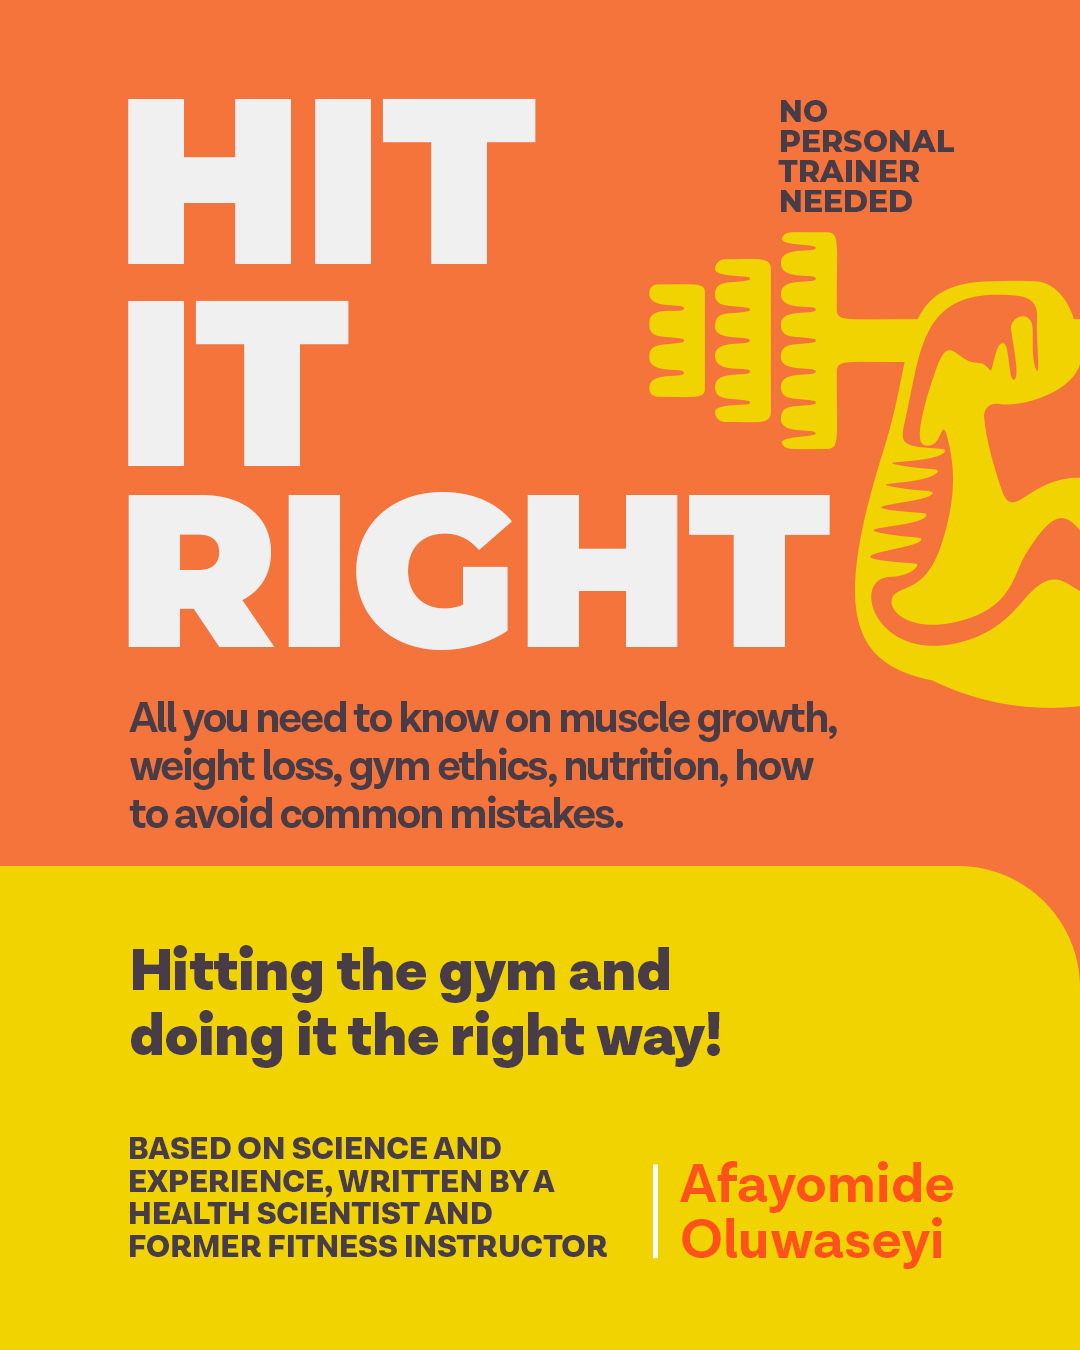 HIT
IT
RIGHT
NO
PERSONAL
TRAINER
NEEDED
All you need to know on muscle growth,
weight loss, gym ethics, nutrition, how
to avoid common mistakes.
Hitting the gym and
doing it the right way!
BASED ON SCIENCE AND
EXPERIENCE, WRITTEN BY A
HEALTH SCIENTIST AND
FORMER FITNESS INSTRUCTOR
Afayomide
Oluwaseyi